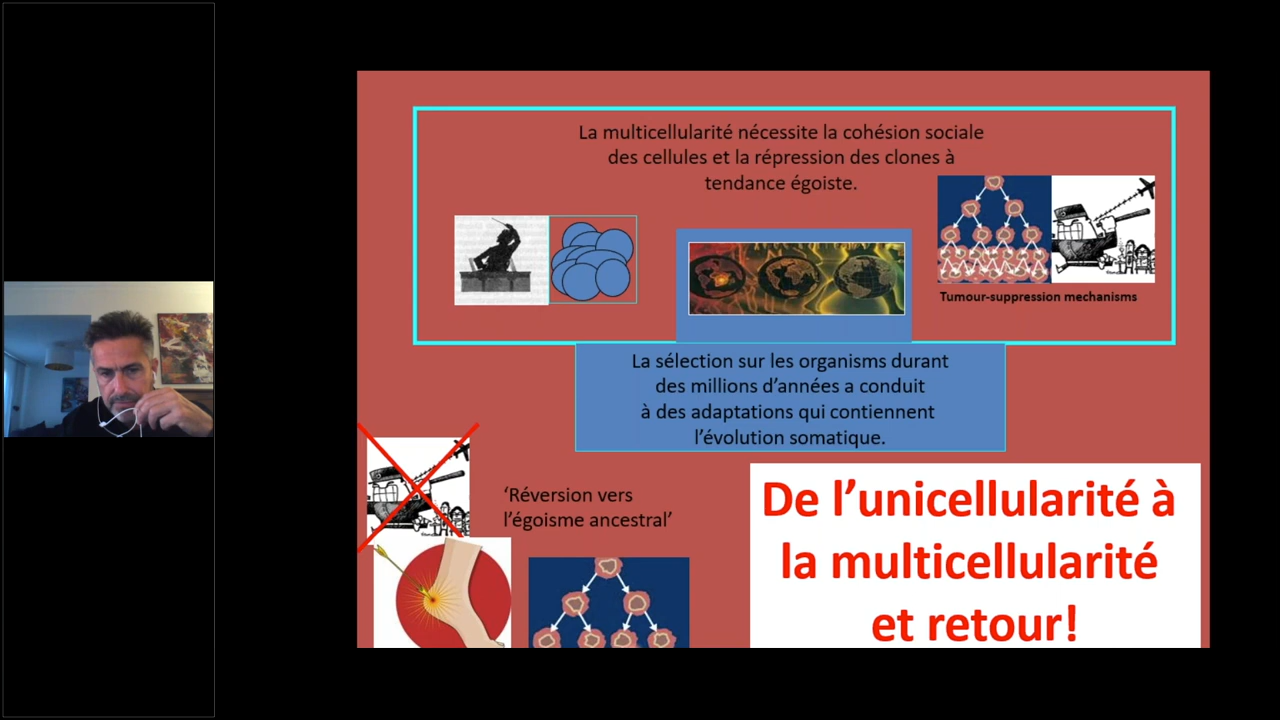 La multicellularité nécessite la cohésion sociale
des cellules et la répression des clones à
tendance égoiste.
Tumour-suppression mechanisms
La sélection sur les organisms durant
des millions d’années a conduit
à des adaptations qui contiennent
l’évolution somatique.
‘Réversion vers
l’égoisme ancestral’
De l’unicellularité à
la multicellularité
et retour!